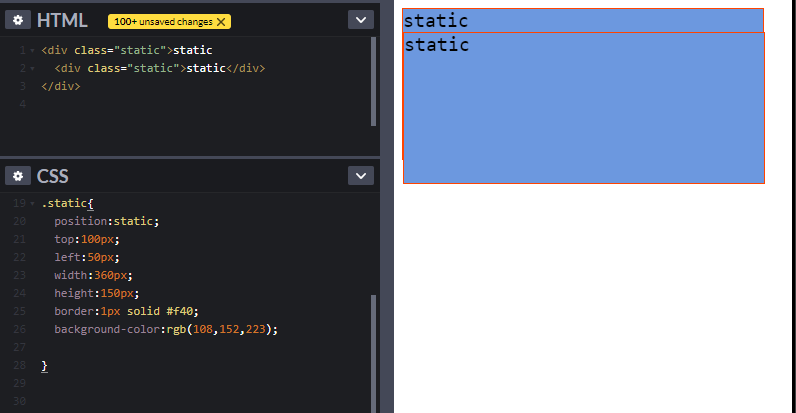 HTML
100+ unsaved changes ×
1 <div class="static">static
2 <div class="static">static</div>
3 </div>
4
CSS
19 .static{
20 position:static;
21 top:100px;
22 left:50px;
23 width:360px;
24 height:150px;
25 border:1px solid #f40;
26 background-color:rgb(108,152,223);
27
28 }
29
30
static
static